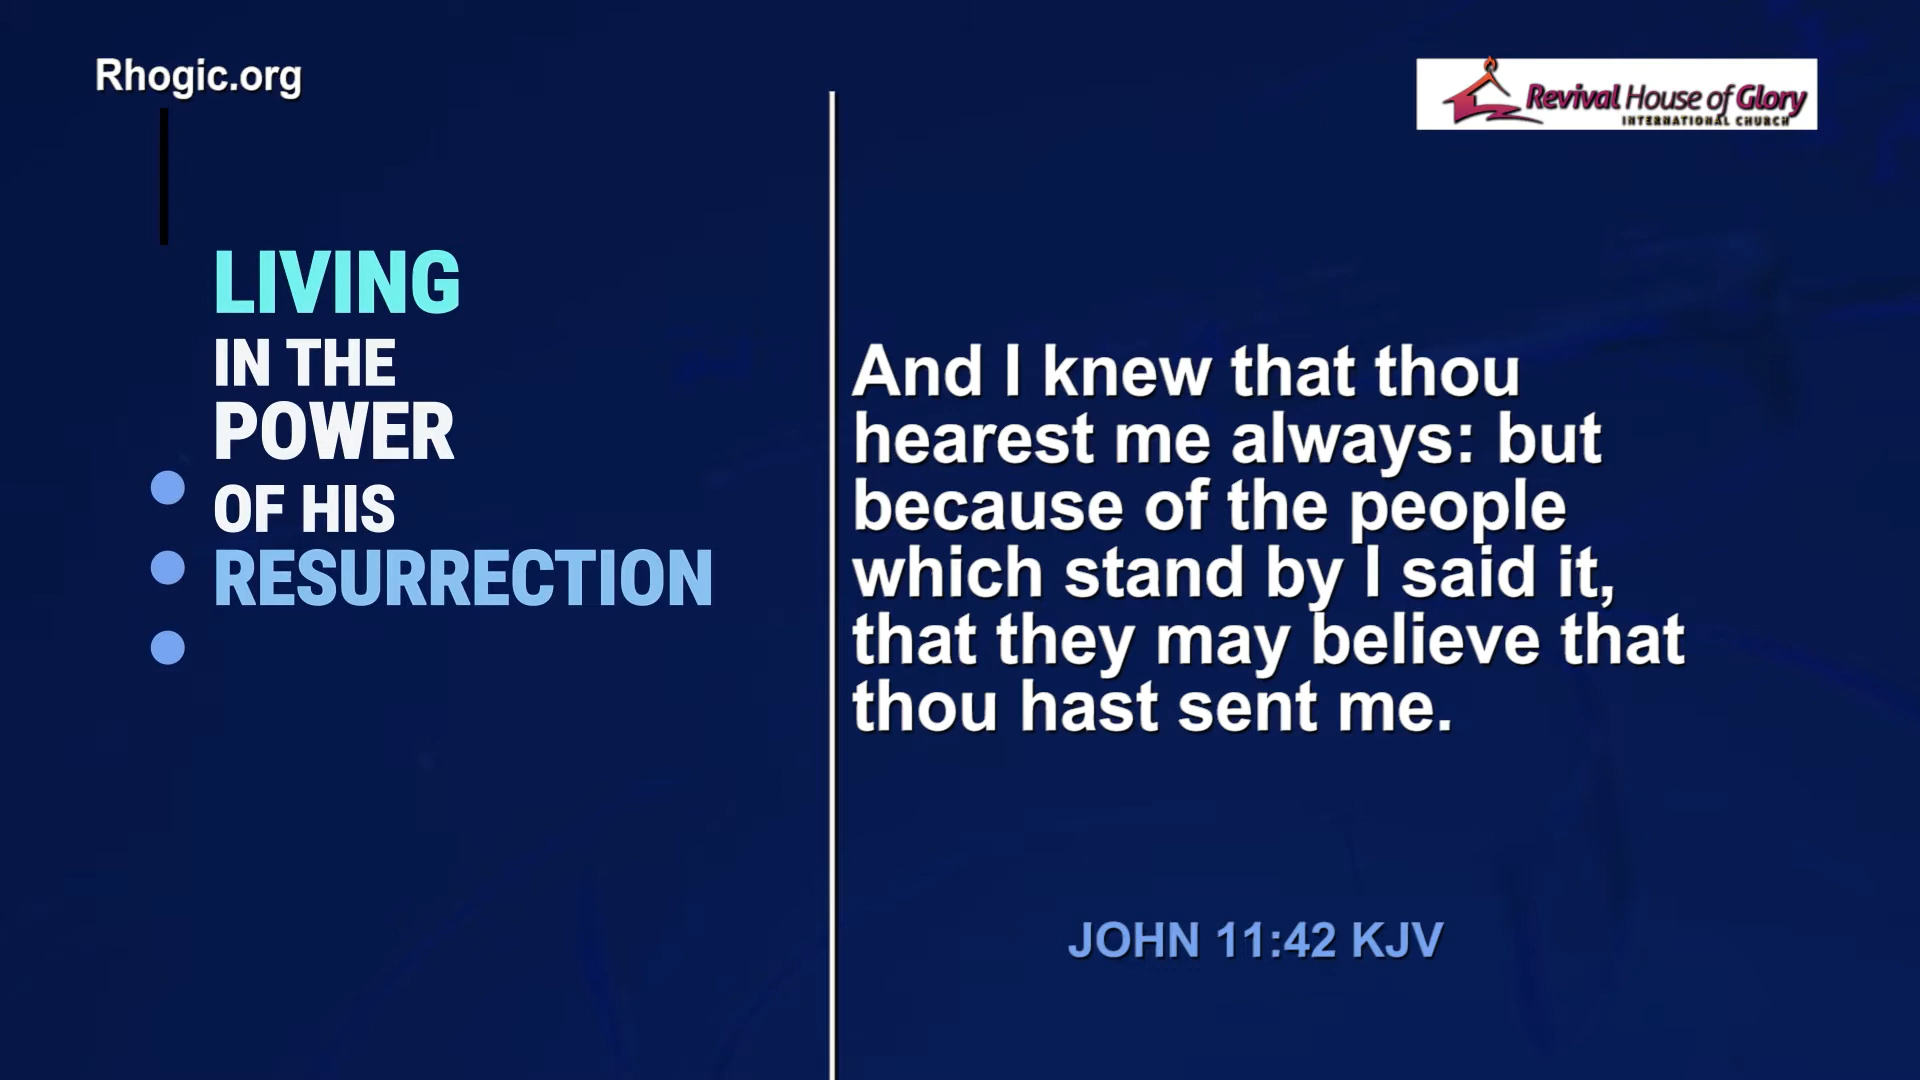 Rhogic.org
Revival House of Glory
INTERNATIONAL CHURCH
LIVING
IN THE
POWER
OF HIS
RESURRECTION
And I knew that thou
hearest me always: but
because of the people
which stand by I said it,
that they may believe that
thou hast sent me.
JOHN 11:42 KJV